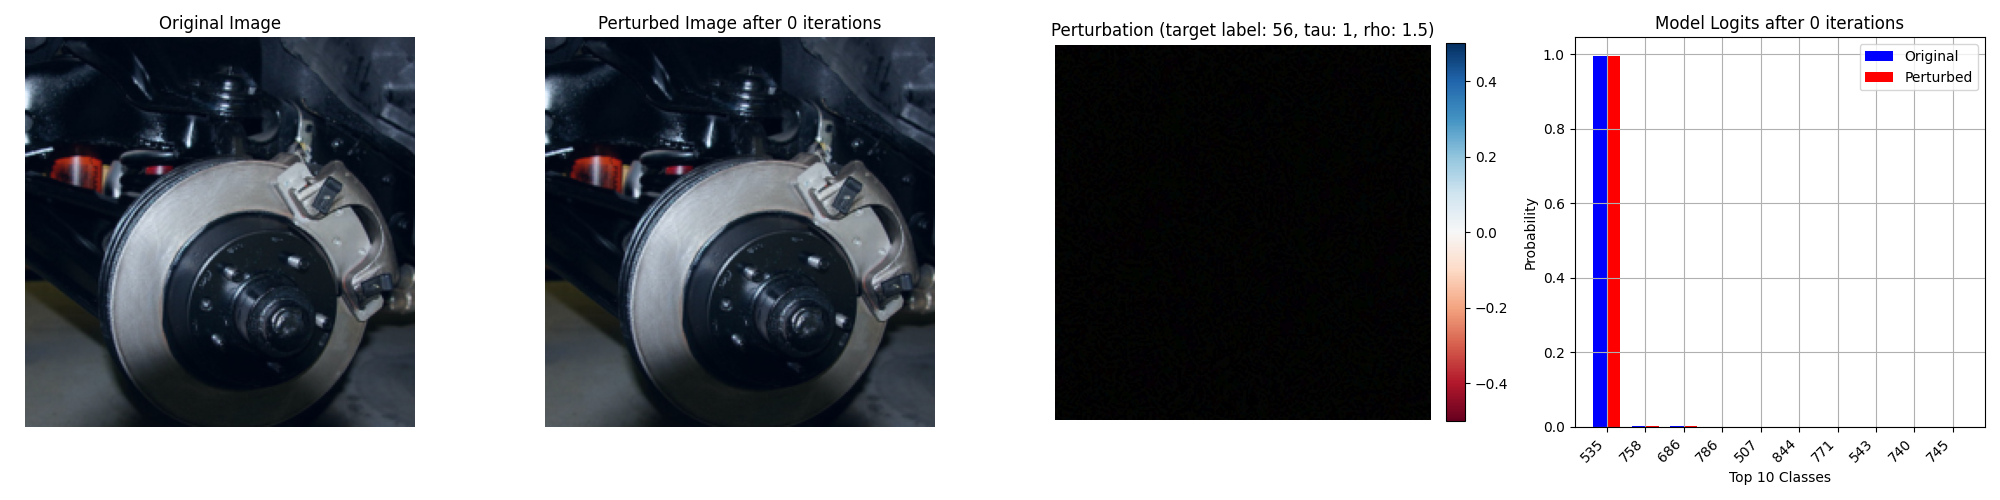 Original Image
Perturbed Image after 0 iterations
Perturbation (target label: 56, tau: 1, rho: 1.5)
0.4
0.2
0.0
−0.2
−0.4
Model Logits after 0 iterations
Original
Perturbed
Probability
1.0
0.8
0.6
0.4
0.2
0.0
535
758
686
786
507
844
771
543
740
745
Top 10 Classes